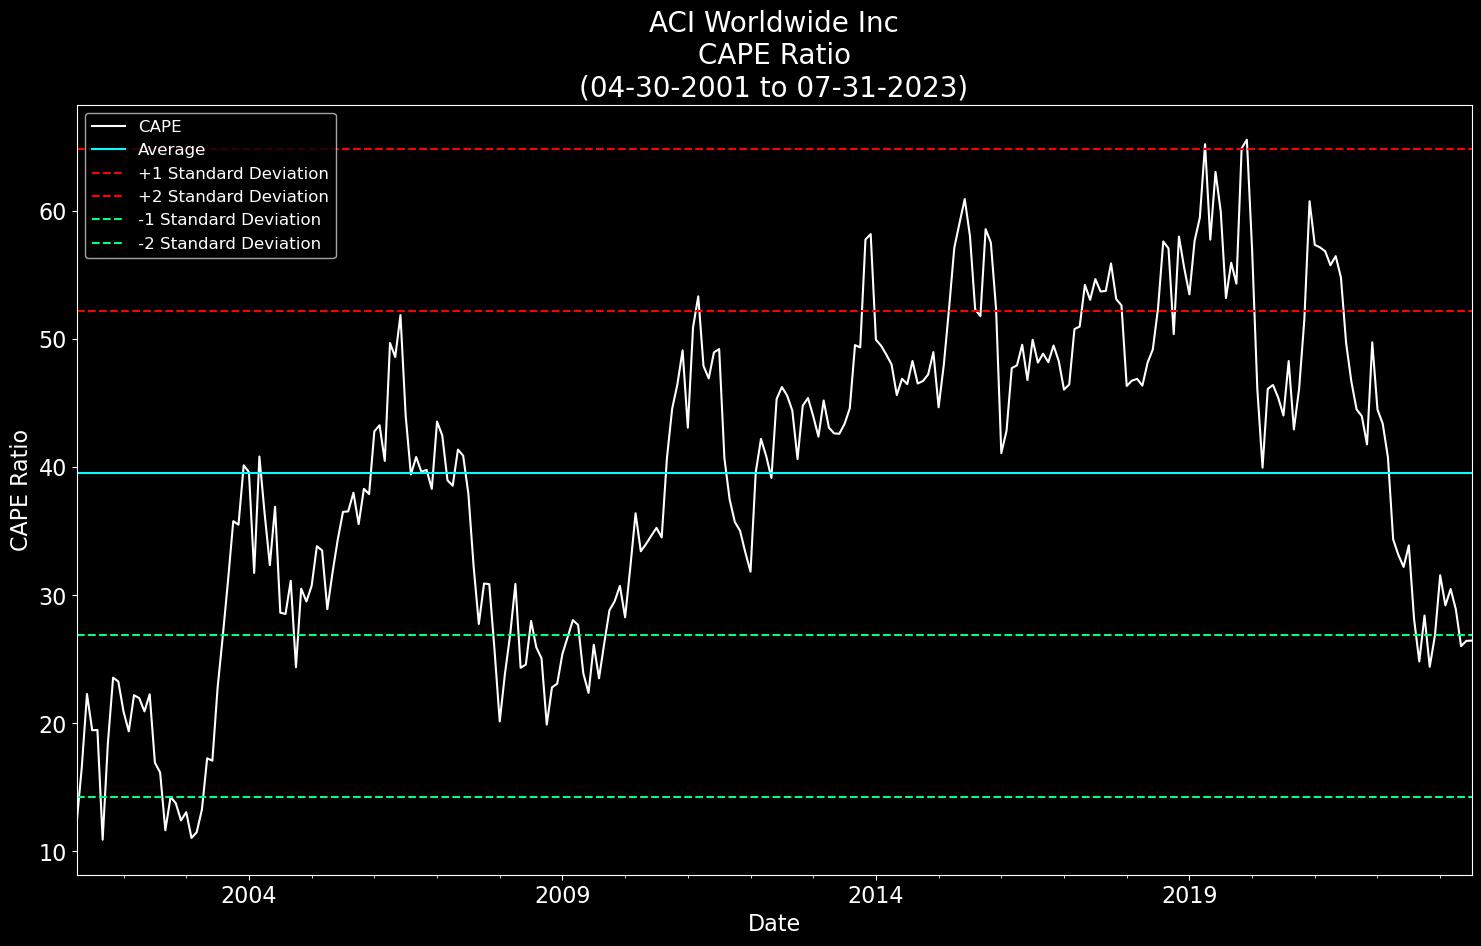 ACI Worldwide Inc
CAPE Ratio
(04-30-2001 to 07-31-2023)
CAPE
Average
+1 Standard Deviation
+2 Standard Deviation
-1 Standard Deviation
-2 Standard Deviation
CAPE Ratio
60
50
40
30
20
10
2004
2009
2014
2019
Date